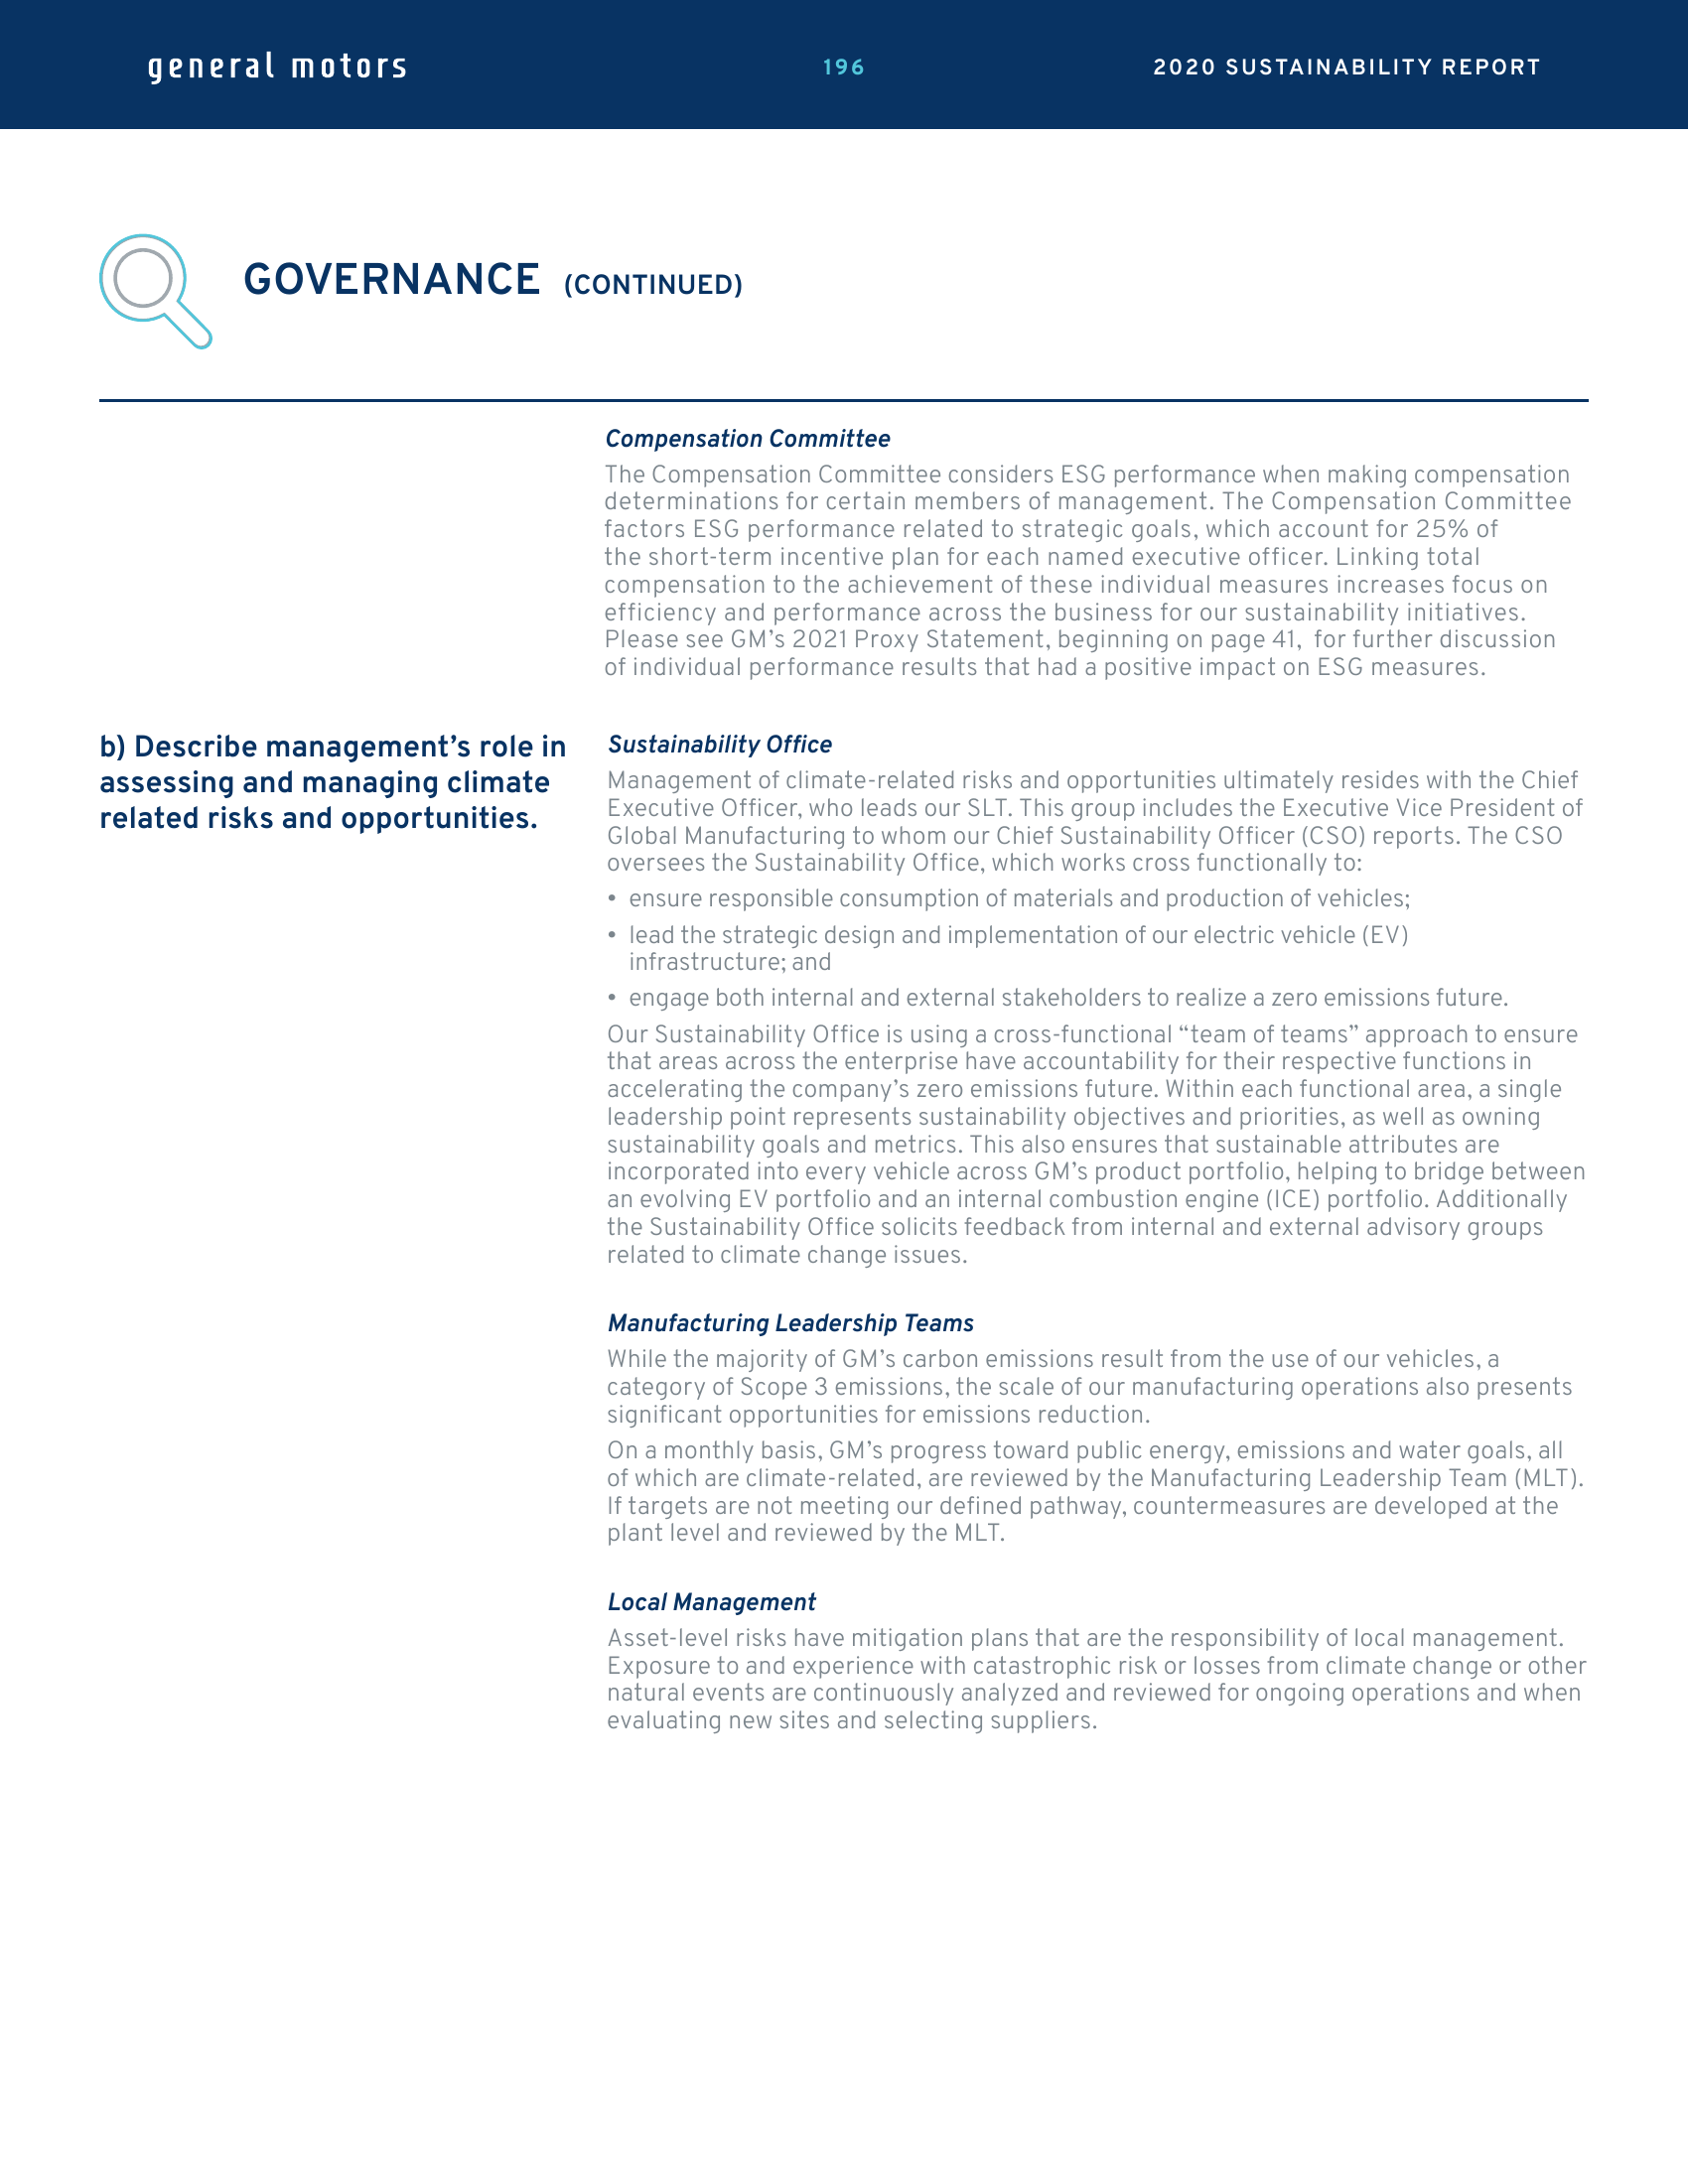 general motors
196
2020 SUSTAINABILITY REPORT
GOVERNANCE (CONTINUED)
Compensation Committee
The Compensation Committee considers ESG performance when making compensation
determinations for certain members of management. The Compensation Committee
factors ESG performance related to strategic goals, which account for 25% of
the short-term incentive plan for each named executive officer. Linking total
compensation to the achievement of these individual measures increases focus on
efficiency and performance across the business for our sustainability initiatives.
Please see GM’s 2021 Proxy Statement, beginning on page 41, for further discussion
of individual performance results that had a positive impact on ESG measures.
b) Describe management’s role in
assessing and managing climate
related risks and opportunities.
Sustainability Office
Management of climate-related risks and opportunities ultimately resides with the Chief
Executive Officer, who leads our SLT. This group includes the Executive Vice President of
Global Manufacturing to whom our Chief Sustainability Officer (CSO) reports. The CSO
oversees the Sustainability Office, which works cross functionally to:
• ensure responsible consumption of materials and production of vehicles;
• lead the strategic design and implementation of our electric vehicle (EV)
infrastructure; and
• engage both internal and external stakeholders to realize a zero emissions future.
Our Sustainability Office is using a cross-functional “team of teams” approach to ensure
that areas across the enterprise have accountability for their respective functions in
accelerating the company’s zero emissions future. Within each functional area, a single
leadership point represents sustainability objectives and priorities, as well as owning
sustainability goals and metrics. This also ensures that sustainable attributes are
incorporated into every vehicle across GM’s product portfolio, helping to bridge between
an evolving EV portfolio and an internal combustion engine (ICE) portfolio. Additionally
the Sustainability Office solicits feedback from internal and external advisory groups
related to climate change issues.
Manufacturing Leadership Teams
While the majority of GM’s carbon emissions result from the use of our vehicles, a
category of Scope 3 emissions, the scale of our manufacturing operations also presents
significant opportunities for emissions reduction.
On a monthly basis, GM’s progress toward public energy, emissions and water goals, all
of which are climate-related, are reviewed by the Manufacturing Leadership Team (MLT).
If targets are not meeting our defined pathway, countermeasures are developed at the
plant level and reviewed by the MLT.
Local Management
Asset-level risks have mitigation plans that are the responsibility of local management.
Exposure to and experience with catastrophic risk or losses from climate change or other
natural events are continuously analyzed and reviewed for ongoing operations and when
evaluating new sites and selecting suppliers.